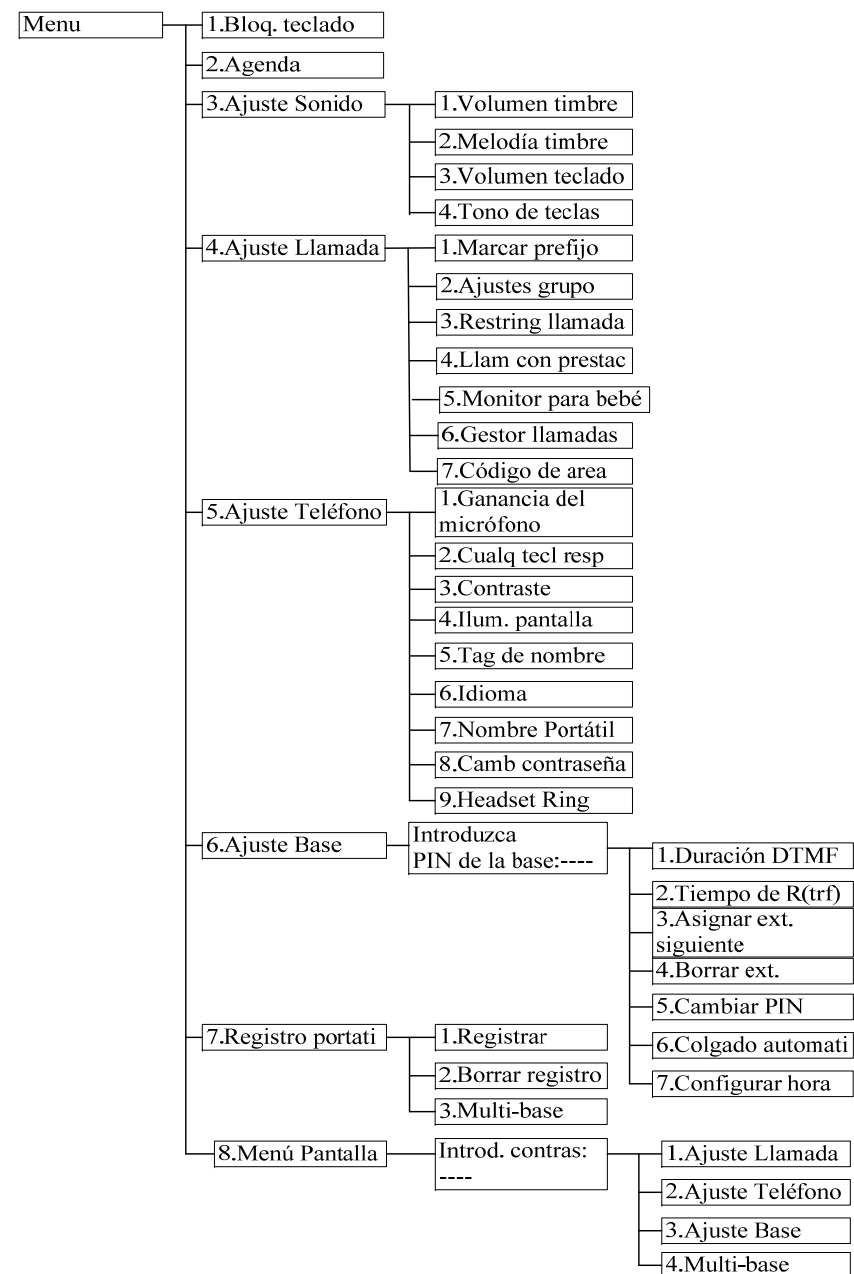 Menu
1.Bloq. teclado
2.Agenda
3.Ajuste Sonido
1.Volumen timbre
2.Melodía timbre
3.Volumen teclado
4.Tono de teclas
4.Ajuste Llamada
1.Marcar prefijo
2.Ajustes grupo
3.Restring llamada
4.Llam con prestac
5.Monitor para bebé
6.Gestor llamadas
7.Código de area
5.Ajuste Teléfono
1.Ganancia del
micrófono
2.Cualq tecl resp
3.Contraste
4.Ilum. pantalla
5.Tag de nombre
6.Idioma
7.Nombre Portátil
8.Camb contraseña
9.Headset Ring
6.Ajuste Base
Introduzca
PIN de la base:----
1.Duración DTMF
2.Tiempo de R(trf)
3.Asignar ext.
siguiente
4.Borrar ext.
5.Cambiar PIN
6.Colgado automati
7.Configurar hora
7.Registro portati
1.Registrar
2.Borrar registro
3.Multi-base
8.Menú Pantalla
Introd. contras:
----
1.Ajuste Llamada
2.Ajuste Teléfono
3.Ajuste Base
4.Multi-base